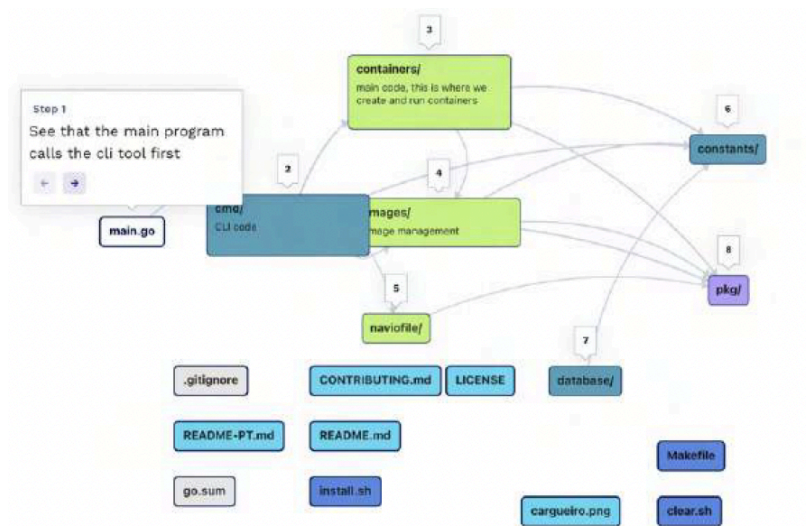 3
containers/
main code, this is where we
create and run containers
Step 1
See that the main program
calls the cli tool first
← →
6
constants/
2
4
cmd/
CLI code
mages/
mage management
main.go
8
pkg/
5
naviofile/
7
database/
.gitignore
CONTRIBUTING.md
LICENSE
README-PT.md
README.md
Makefile
go.sum
install.sh
cargueiro.png
clear.sh